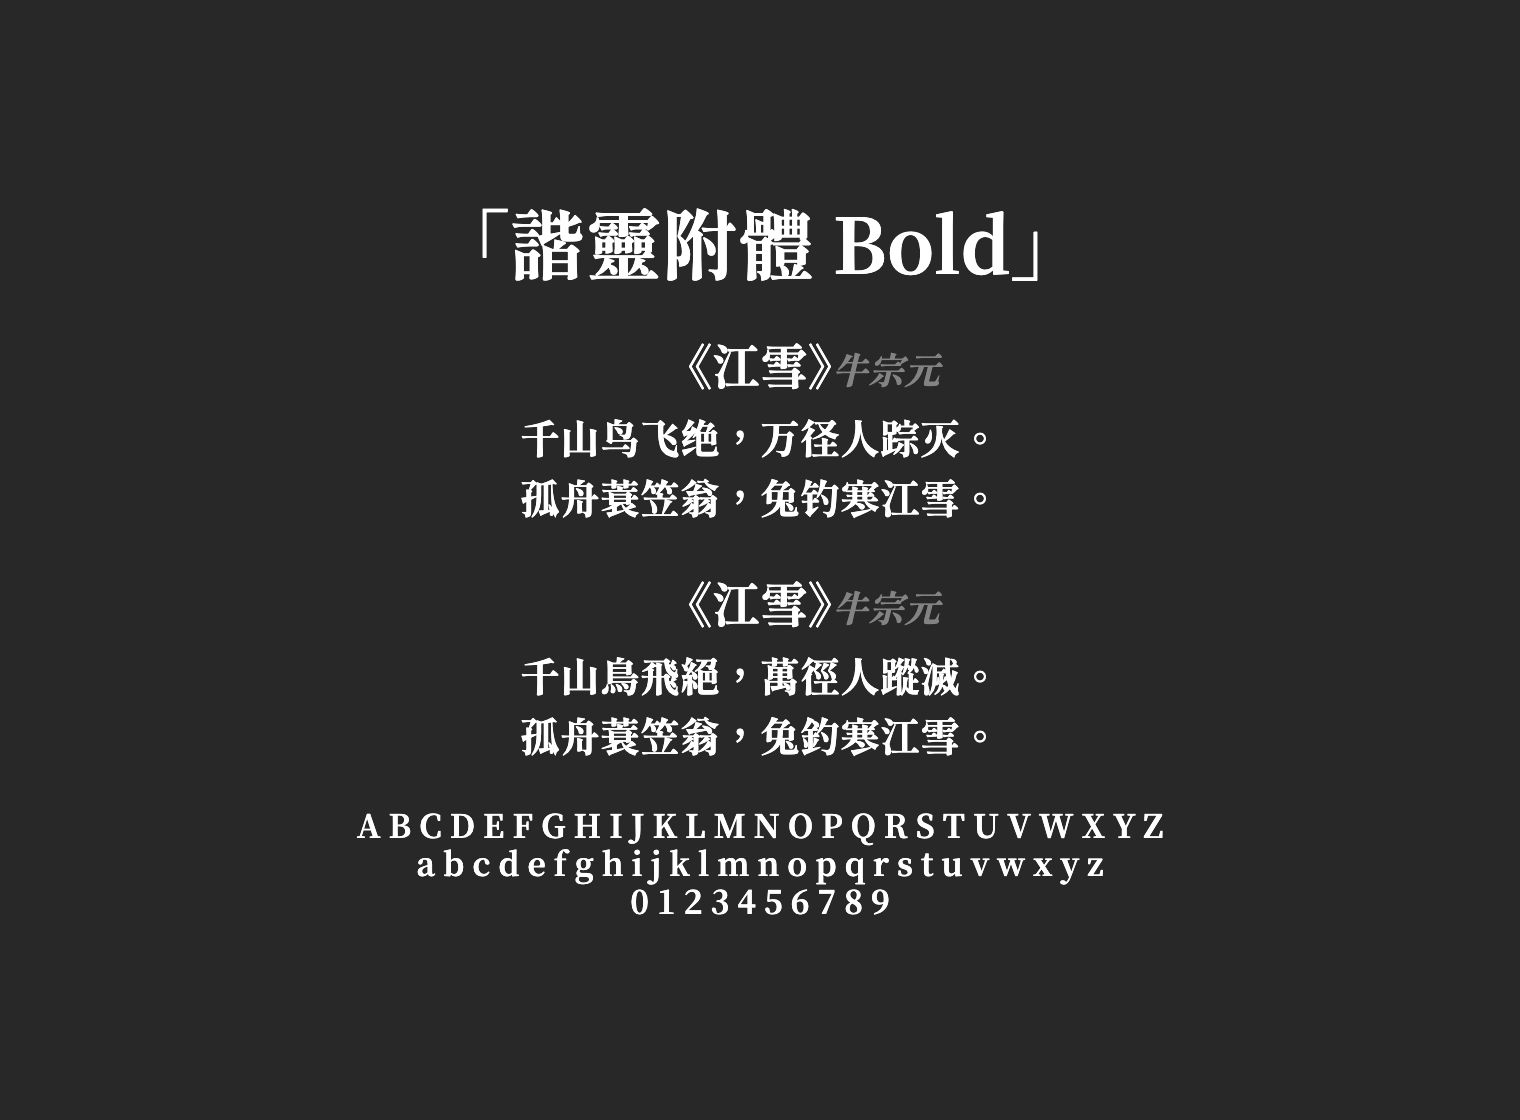 「諧靈附體 Bold」
《江雪》牛宗元
千山鸟飞绝，万径人踪灭。
孤舟蓑笠翁，兔钓寒江雪。
《江雪》牛宗元
千山鳥飛絕，萬徑人蹤滅。
孤舟蓑笠翁，兔釣寒江雪。
A B C D E F G H I J K L M N O P Q R S T U V W X Y Z
a b c d e f g h i j k l m n o p q r s t u v w x y z
0 1 2 3 4 5 6 7 8 9